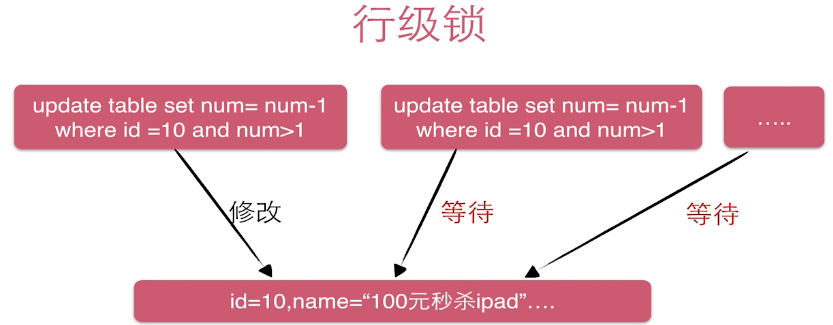 行级锁
update table set num= num-1
where id =10 and num>1
update table set num= num-1
where id =10 and num>1
…..
修改
等待
等待
id=10,name=“100元秒杀ipad”….